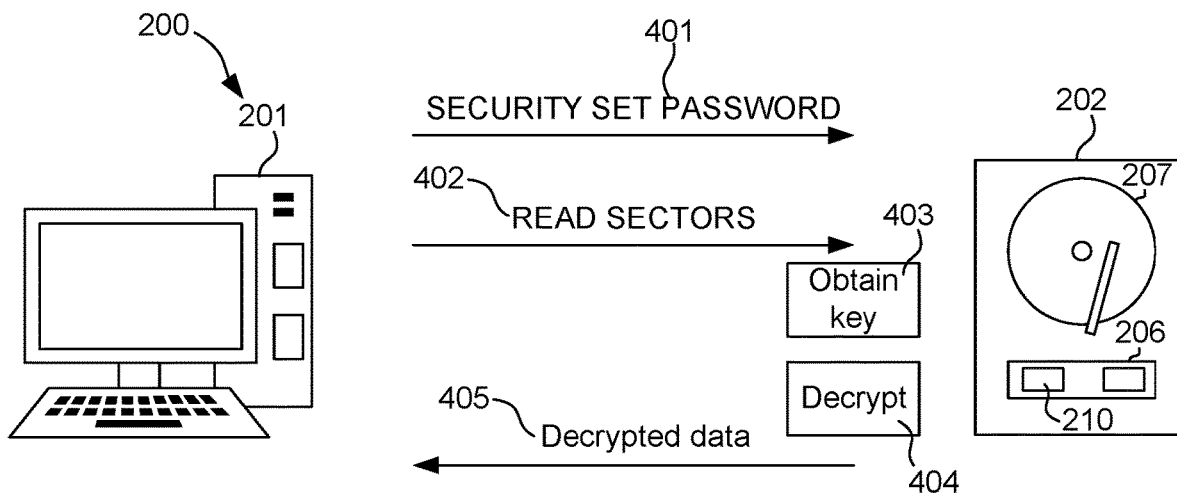 200
401
SECURITY SET PASSWORD
201
202
402
207
READ SECTORS
403
Obtain
key
206
405
Decrypt
Decrypted data
210
404